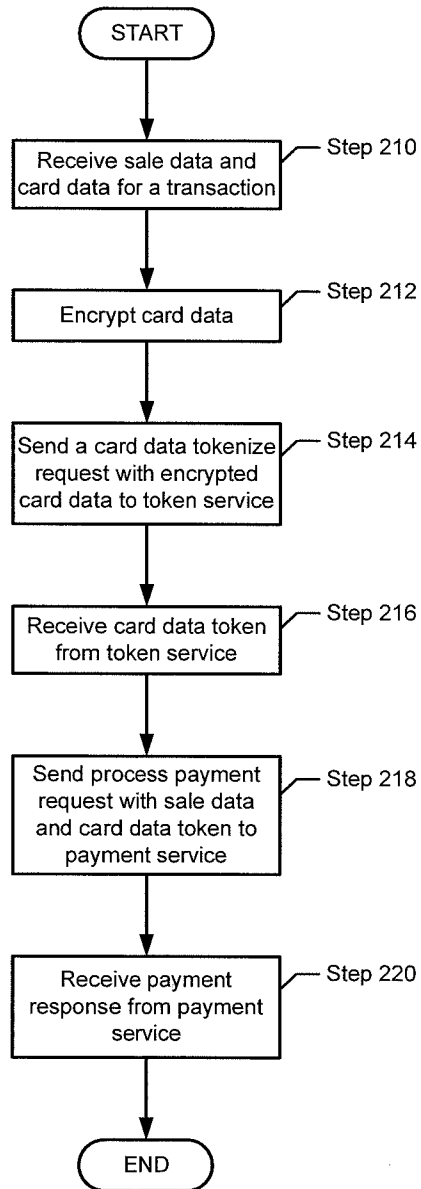 START
Receive sale data and
card data for a transaction
Step 210
Encrypt card data
Step 212
Send a card data tokenize
request with encrypted
card data to token service
Step 214
Receive card data token
from token service
Step 216
Send process payment
request with sale data
and card data token to
payment service
Step 218
Receive payment
response from payment
service
Step 220
END